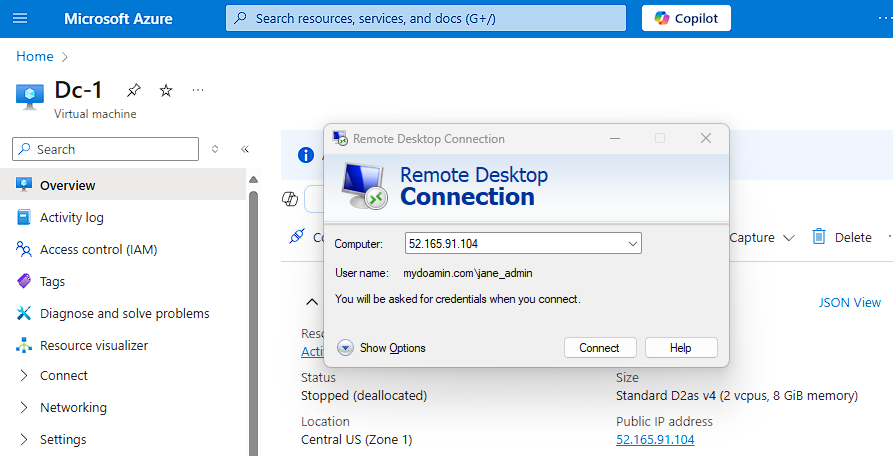 Microsoft Azure
Search resources, services, and docs (G+/)
Copilot
Home
Dc-1
Virtual machine
Search
Overview
Activity log
Access control (IAM)
Tags
Diagnose and solve problems
Resource visualizer
Connect
Networking
Settings
Remote Desktop Connection
Remote Desktop
Connection
Computer: 52.165.91.104
User name: mydoamin.com\jane_admin
You will be asked for credentials when you connect.
Show Options
Connect
Help
Capture
Delete
JSON View
Status
Stopped (deallocated)
Location
Central US (Zone 1)
Size
Standard D2as v4 (2 vcpus, 8 GiB memory)
Public IP address
52.165.91.104